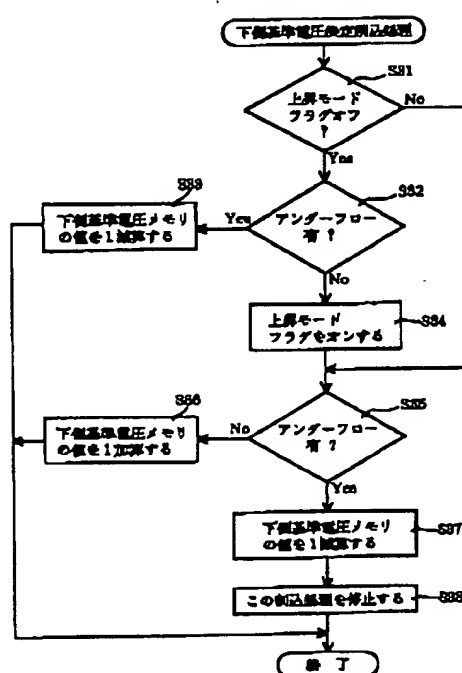 下側基準電圧設定割込処理
S31
上昇モード
フラグオフ
?
No
Yes
S32
アンダーフロー
有?
Yes
S33
下側基準電圧メモリ
の値を1減算する
No
上昇モード
フラグをオンする
S34
S35
アンダーフロー
有?
No
S36
下側基準電圧メモリ
の値を1加算する
Yes
下側基準電圧メモリ
の値を1減算する
S37
この割込処理を停止する
S38
終了